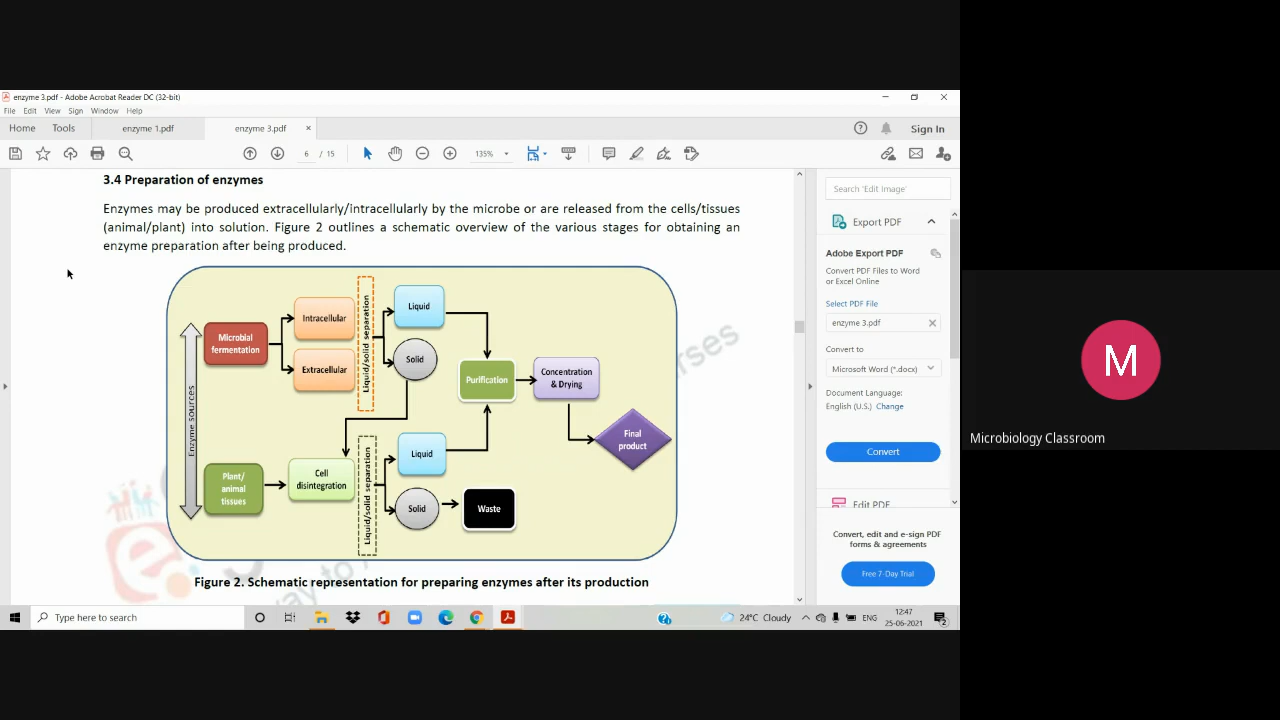 enzyme 3.pdf - Adobe Acrobat Reader DC (32-bit)
File Edit View Sign Window Help
Home Tools enzyme 1.pdf enzyme 3.pdf × Sign In
6 / 15 135%
3.4 Preparation of enzymes
Enzymes may be produced extracellularly/intracellularly by the microbe or are released from the cells/tissues
(animal/plant) into solution. Figure 2 outlines a schematic overview of the various stages for obtaining an
enzyme preparation after being produced.
Enzyme sources
Microbial
fermentation
Intracellular
Extracellular
Liquid/solid separation
Liquid
Solid
Purification
Concentration
& Drying
Final
product
Plant/
animal
tissues
Cell
disintegration
Liquid/solid separation
Liquid
Solid
Waste
Figure 2. Schematic representation for preparing enzymes after its production
Search 'Edit Image'
Export PDF
Adobe Export PDF
Convert PDF Files to Word
or Excel Online
Select PDF File
enzyme 3.pdf
Convert to
Microsoft Word (*.docx)
Document Language:
English (U.S.) Change
Convert
Edit PDF
Convert, edit and e-sign PDF
forms & agreements
Free 7-Day Trial
Type here to search
24°C Cloudy
ENG
12:47
25-06-2021
2
M
Microbiology Classroom